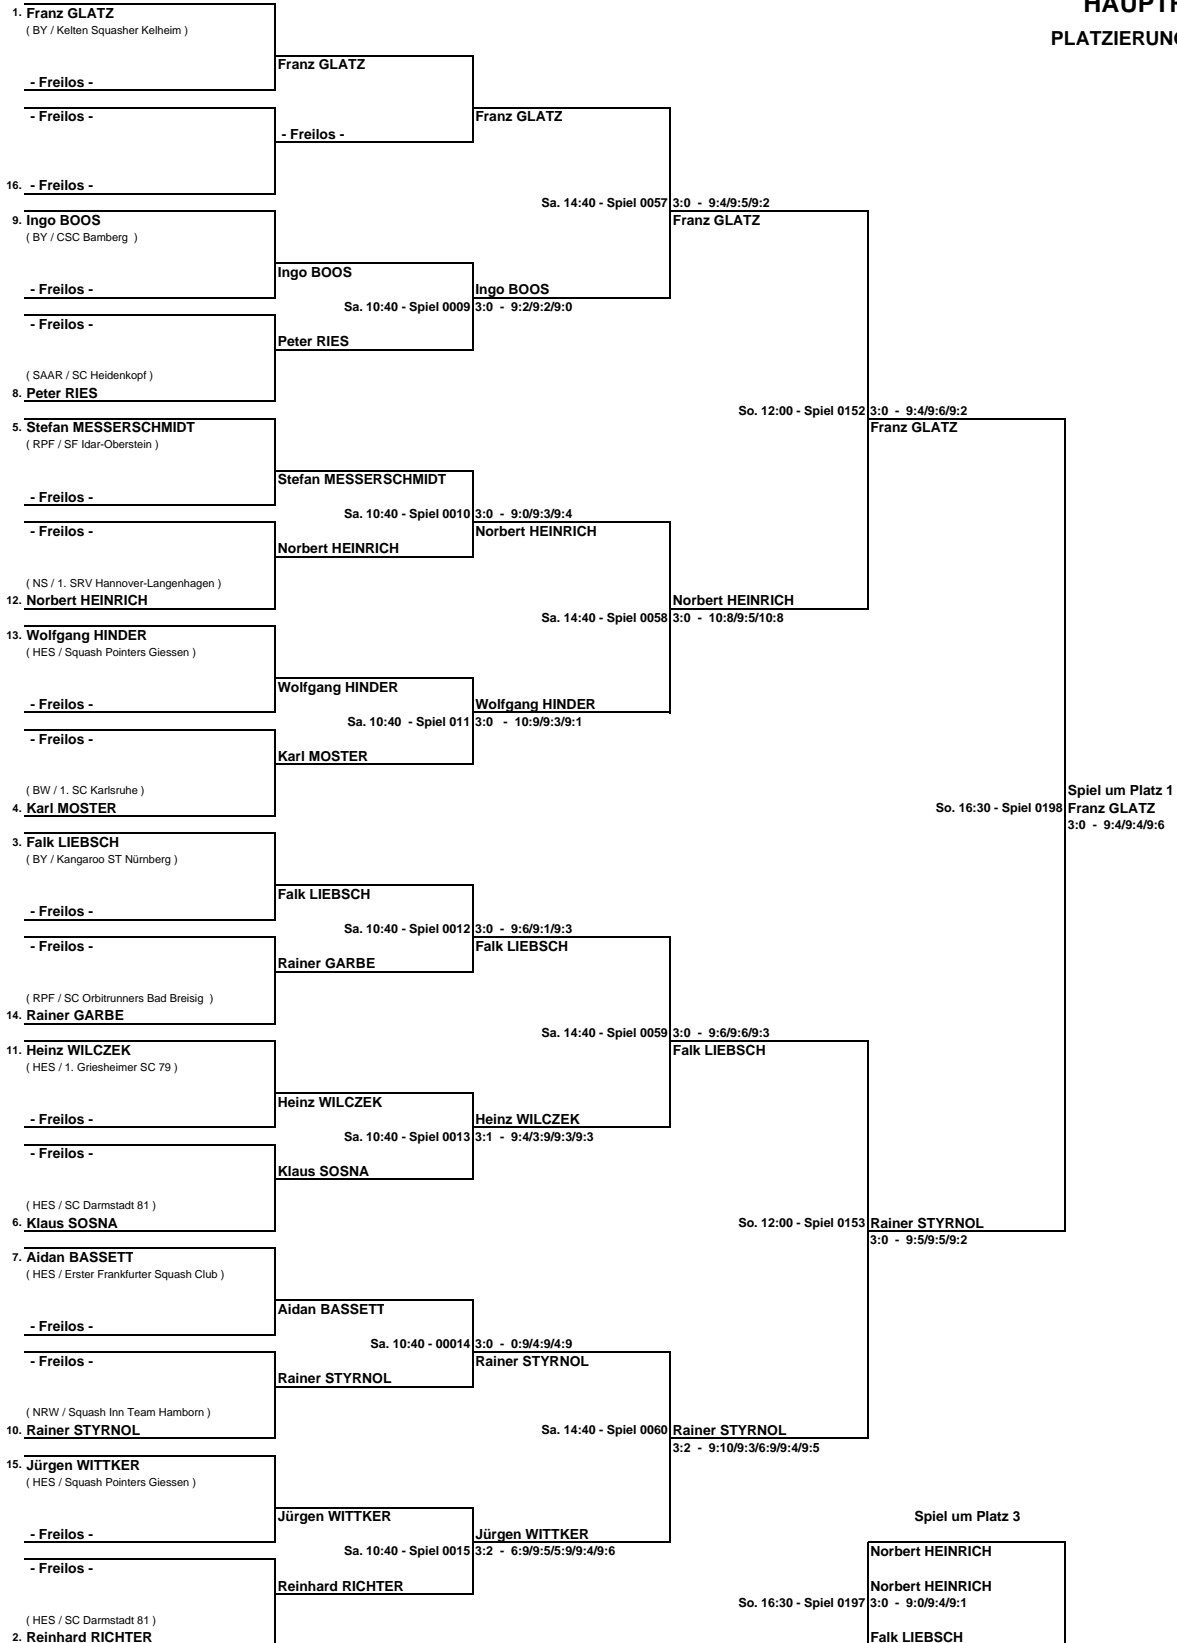 HAUPTR
PLATZIERUNG
1. Franz GLATZ
( BY / Kelten Squasher Kelheim )
Franz GLATZ
- Freilos -
- Freilos -
Franz GLATZ
- Freilos -
16. - Freilos -
Sa. 14:40 - Spiel 0057 3:0 - 9:4/9:5/9:2
9. Ingo BOOS
Franz GLATZ
( BY / CSC Bamberg )
Ingo BOOS
- Freilos -
Ingo BOOS
Sa. 10:40 - Spiel 0009 3:0 - 9:2/9:2/9:0
- Freilos -
Peter RIES
( SAAR / SC Heidenkopf )
8. Peter RIES
So. 12:00 - Spiel 0152 3:0 - 9:4/9:6/9:2
5. Stefan MESSERSCHMIDT
Franz GLATZ
( RPF / SF Idar-Oberstein )
Stefan MESSERSCHMIDT
- Freilos -
Sa. 10:40 - Spiel 0010 3:0 - 9:0/9:3/9:4
- Freilos -
Norbert HEINRICH
Norbert HEINRICH
( NS / 1. SRV Hannover-Langenhagen )
12. Norbert HEINRICH
Norbert HEINRICH
Sa. 14:40 - Spiel 0058 3:0 - 10:8/9:5/10:8
13. Wolfgang HINDER
( HES / Squash Pointers Giessen )
Wolfgang HINDER
- Freilos -
Wolfgang HINDER
Sa. 10:40 - Spiel 011 3:0 - 10:9/9:3/9:1
- Freilos -
Karl MOSTER
( BW / 1. SC Karlsruhe )
Spiel um Platz 1
4. Karl MOSTER
So. 16:30 - Spiel 0198 Franz GLATZ
3:0 - 9:4/9:4/9:6
3. Falk LIEBSCH
( BY / Kangaroo ST Nürnberg )
Falk LIEBSCH
- Freilos -
Sa. 10:40 - Spiel 0012 3:0 - 9:6/9:1/9:3
- Freilos -
Falk LIEBSCH
Rainer GARBE
( RPF / SC Orbitrunners Bad Breisig )
14. Rainer GARBE
Sa. 14:40 - Spiel 0059 3:0 - 9:6/9:6/9:3
11. Heinz WILCZEK
Falk LIEBSCH
( HES / 1. Griesheimer SC 79 )
Heinz WILCZEK
- Freilos -
Heinz WILCZEK
Sa. 10:40 - Spiel 0013 3:1 - 9:4/3:9/9:3/9:3
- Freilos -
Klaus SOSNA
( HES / SC Darmstadt 81 )
6. Klaus SOSNA
So. 12:00 - Spiel 0153 Rainer STYRNOL
3:0 - 9:5/9:5/9:2
7. Aidan BASSETT
( HES / Erster Frankfurter Squash Club )
Aidan BASSETT
- Freilos -
Sa. 10:40 - 00014 3:0 - 0:9/4:9/4:9
- Freilos -
Rainer STYRNOL
Rainer STYRNOL
( NRW / Squash Inn Team Hamborn )
10. Rainer STYRNOL
Sa. 14:40 - Spiel 0060 Rainer STYRNOL
3:2 - 9:10/9:3/6:9/9:4/9:5
15. Jürgen WITTKER
( HES / Squash Pointers Giessen )
Jürgen WITTKER
Spiel um Platz 3
- Freilos -
Jürgen WITTKER
Sa. 10:40 - Spiel 0015 3:2 - 6:9/9:5/5:9/9:4/9:6
Norbert HEINRICH
- Freilos -
Reinhard RICHTER
Norbert HEINRICH
So. 16:30 - Spiel 0197 3:0 - 9:0/9:4/9:1
( HES / SC Darmstadt 81 )
2. Reinhard RICHTER
Falk LIEBSCH